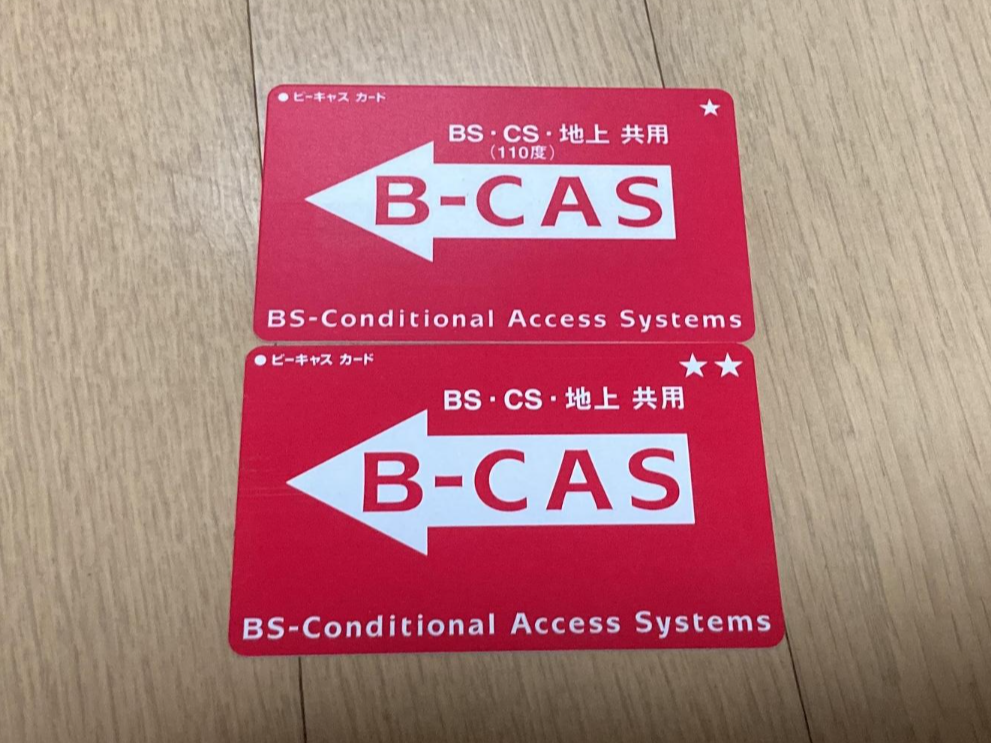 ● ビーキャス カード
★
BS・CS・地上 共用
（110度）
B-CAS
BS-Conditional Access Systems
● ビーキャス カード
★★
BS・CS・地上 共用
B-CAS
BS-Conditional Access Systems